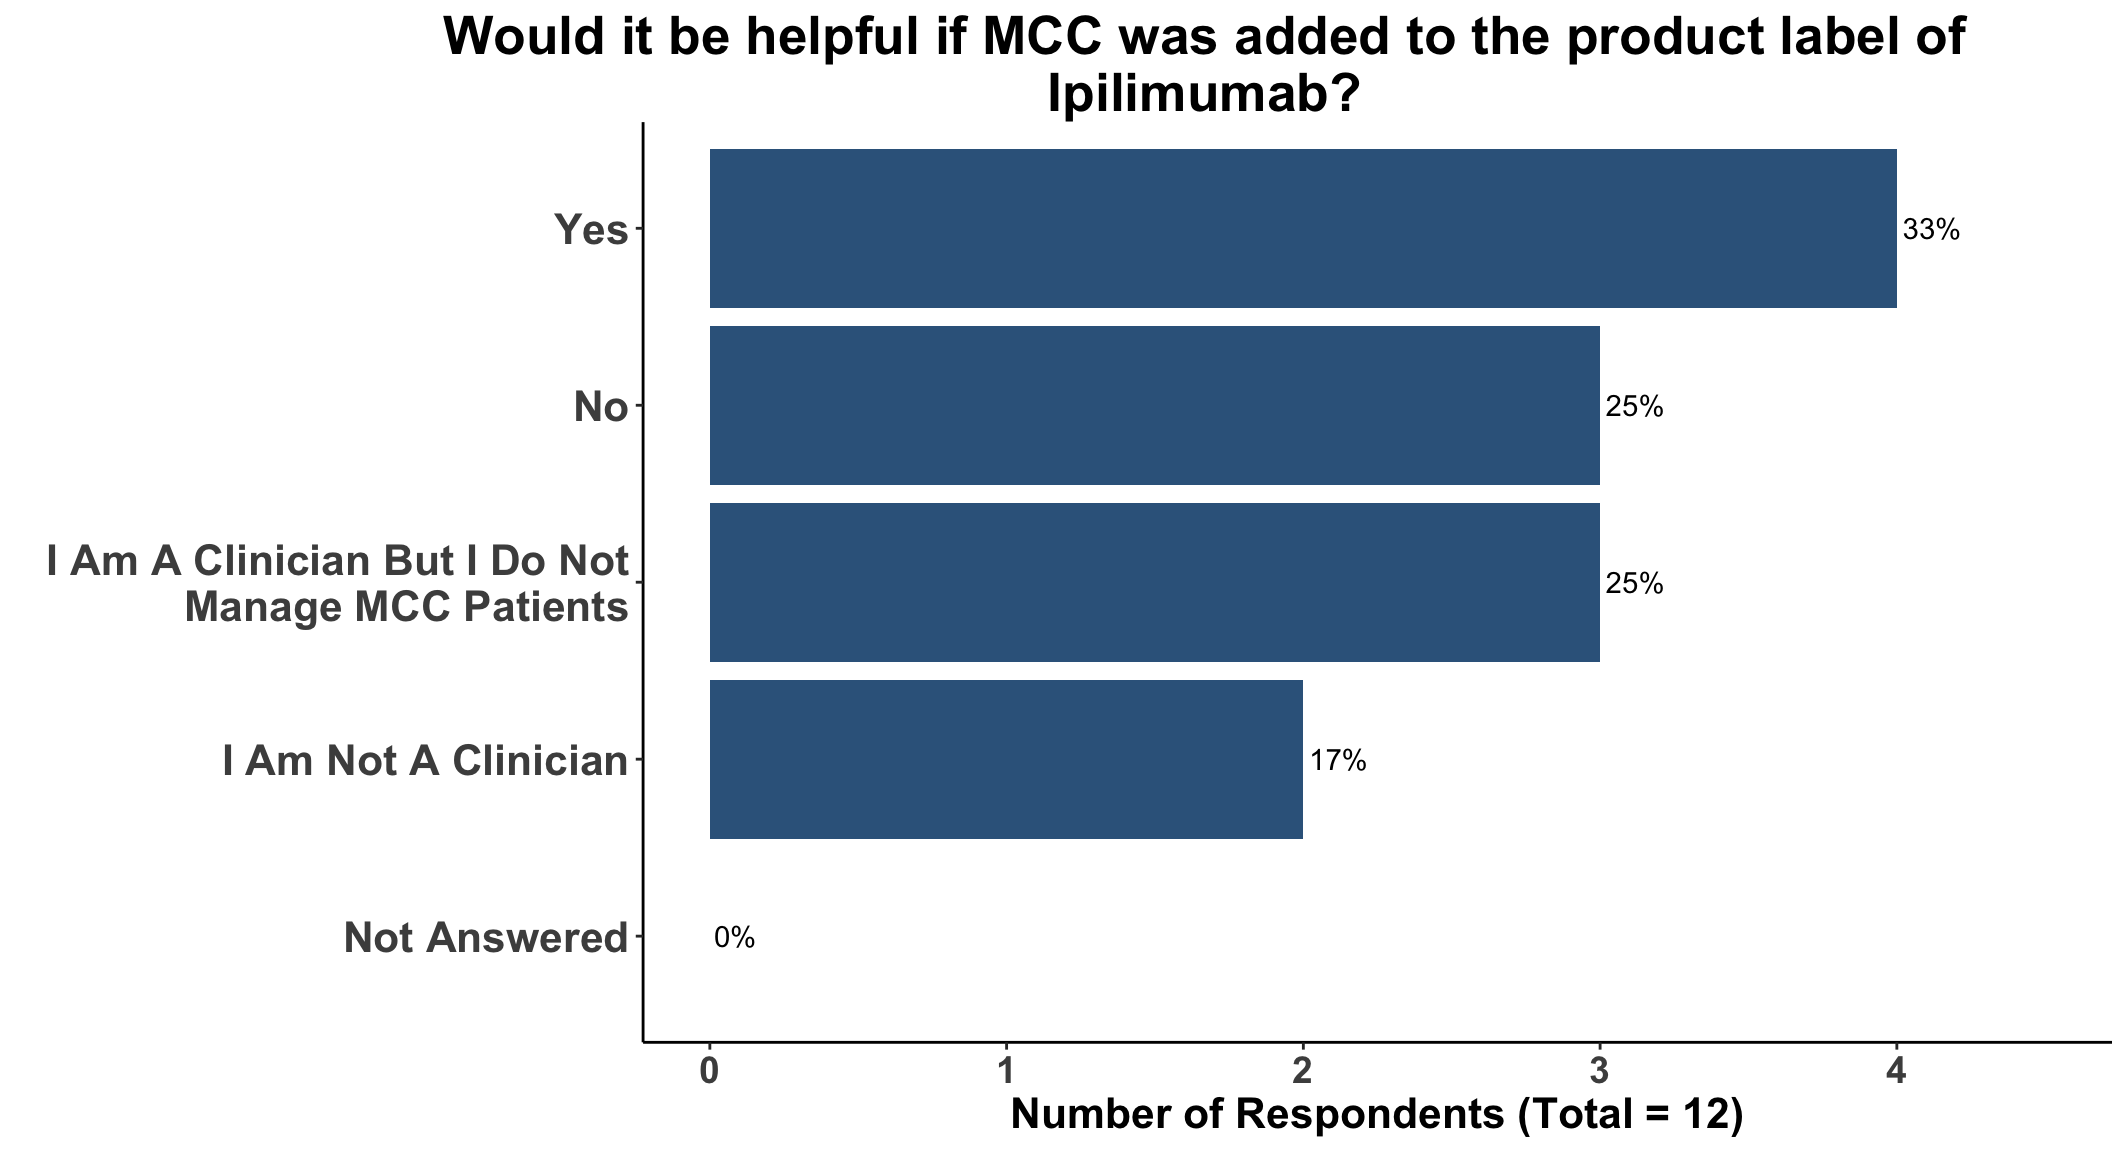 Would it be helpful if MCC was added to the product label of
Ipilimumab?
Yes
33%
No
25%
I Am A Clinician But I Do Not
Manage MCC Patients
25%
I Am Not A Clinician
17%
Not Answered
0%
0 1 2 3 4
Number of Respondents (Total = 12)